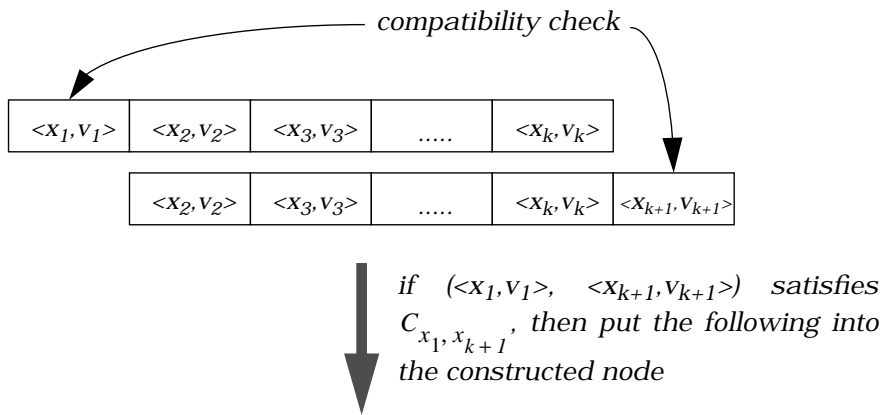 compatibility check
<x1,v1> <x2,v2> <x3,v3> ..... <xk,vk>
<x2,v2> <x3,v3> ..... <xk,vk> <xk+1,vk+1>
if (<x1,v1>, <xk+1,vk+1>) satisfies
Cx1, xk+1, then put the following into
the constructed node